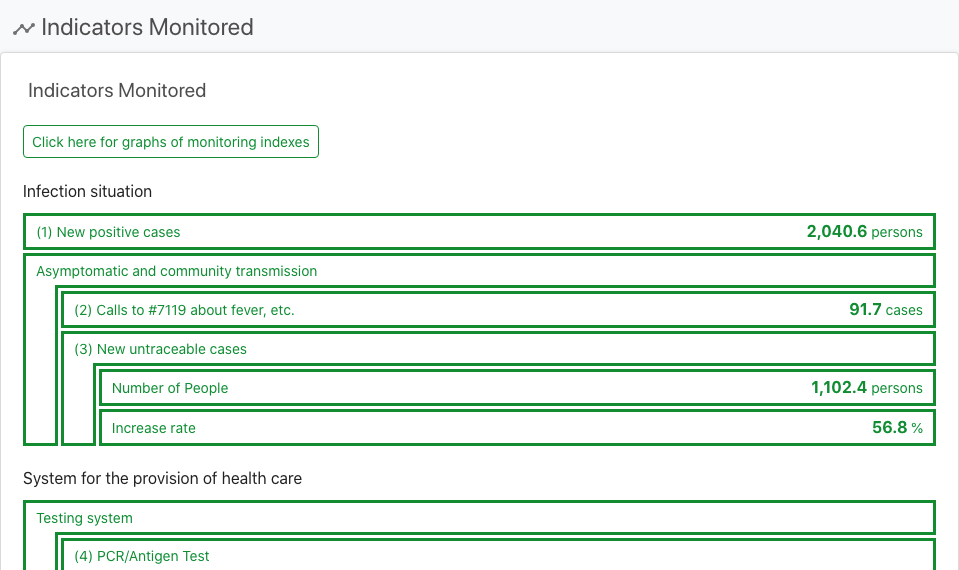 Indicators Monitored
Indicators Monitored
Click here for graphs of monitoring indexes
Infection situation
(1) New positive cases 2,040.6 persons
Asymptomatic and community transmission
(2) Calls to #7119 about fever, etc. 91.7 cases
(3) New untraceable cases
Number of People 1,102.4 persons
Increase rate 56.8 %
System for the provision of health care
Testing system
(4) PCR/Antigen Test